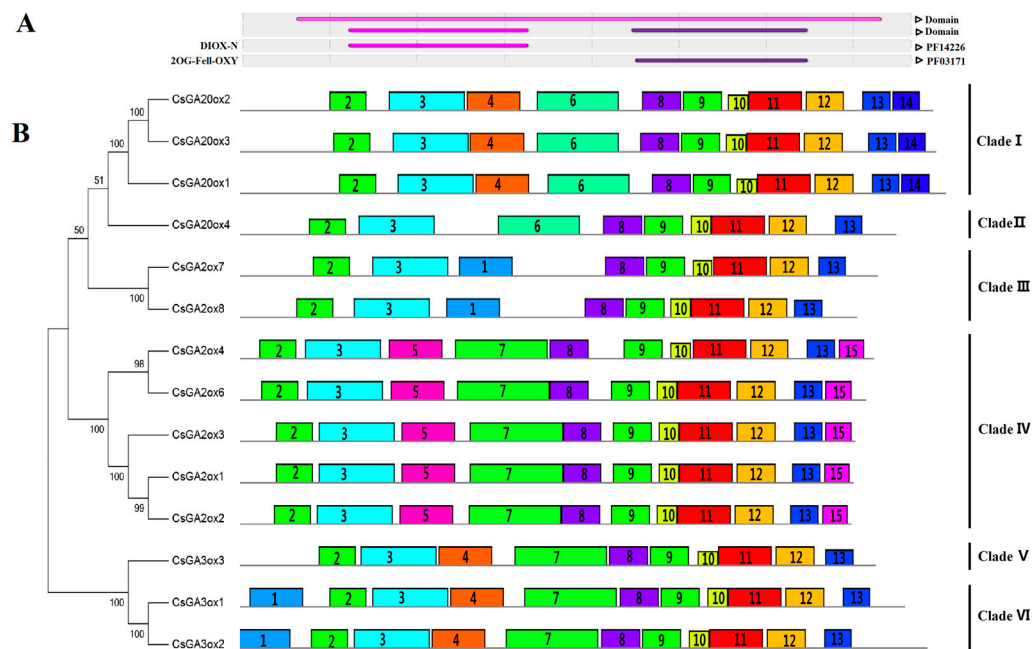 A
Domain
Domain
DIOX-N PF14226
2OG-FeII-OXY PF03171
B
CsGA20ox2 2 3 4 6 8 9 10 11 12 13 14
100
CsGA20ox3 2 3 4 6 8 9 10 11 12 13 14
Clade I
100
CsGA20ox1 2 3 4 6 8 9 10 11 12 13 14
51
CsGA20ox4 2 3 6 8 9 10 11 12 13
Clade II
50
CsGA2ox7 2 3 1 8 9 10 11 12 13
100
Clade III
CsGA2ox8 2 3 1 8 9 10 11 12 13
CsGA2ox4 2 3 5 7 8 9 10 11 12 13 15
98
CsGA2ox6 2 3 5 7 8 9 10 11 12 13 15
100
CsGA2ox3 2 3 5 7 8 9 10 11 12 13 15
Clade IV
100
CsGA2ox1 2 3 5 7 8 9 10 11 12 13 15
99
CsGA2ox2 2 3 5 7 8 9 10 11 12 13 15
CsGA3ox3 2 3 4 7 8 9 10 11 12 13
Clade V
100
CsGA3ox1 1 2 3 4 7 8 9 10 11 12 13
100
Clade VI
CsGA3ox2 1 2 3 4 7 8 9 10 11 12 13